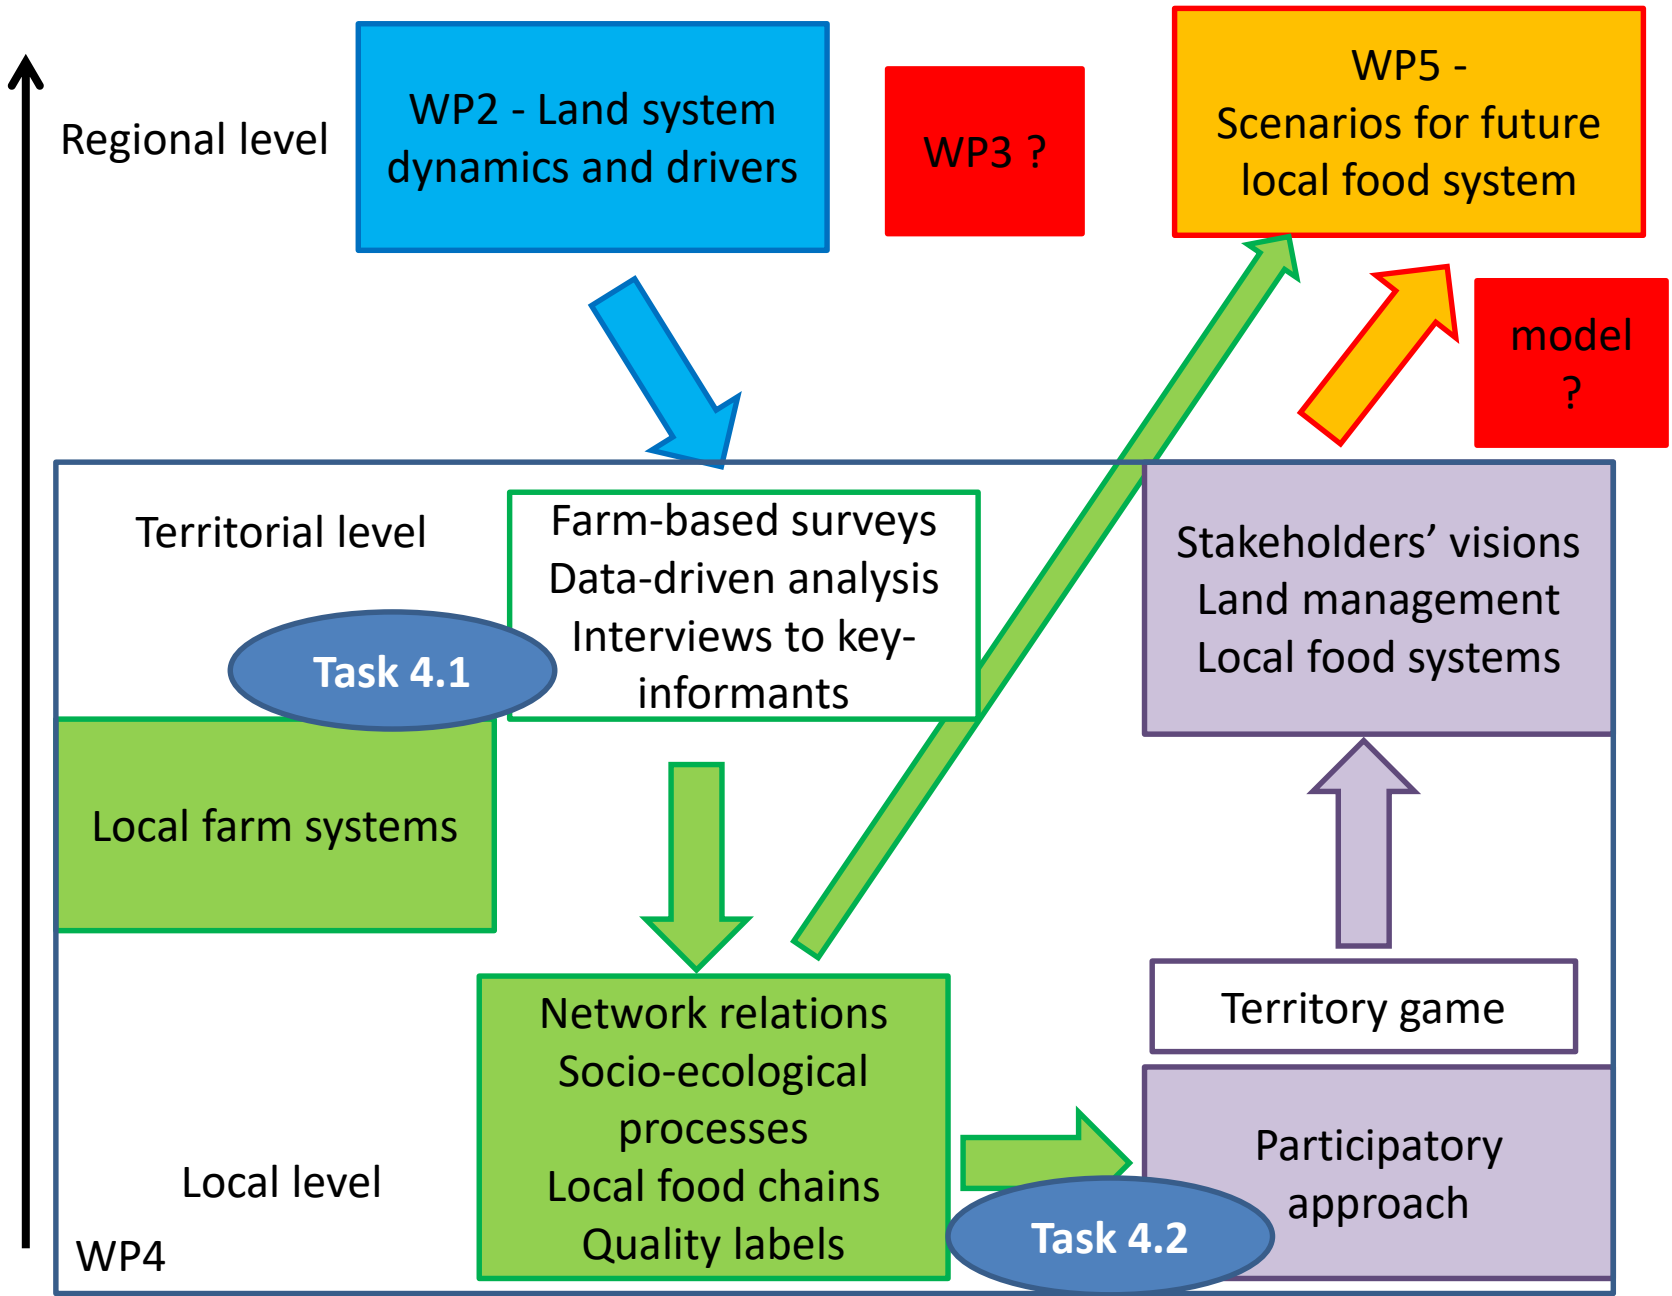 Regional level
WP2 - Land system
dynamics and drivers
WP3 ?
WP5 -
Scenarios for future
local food system
model
?
Territorial level
Farm-based surveys
Data-driven analysis
Interviews to key-
informants
Stakeholders’ visions
Land management
Local food systems
Task 4.1
Local farm systems
Network relations
Socio-ecological
processes
Local food chains
Quality labels
Territory game
Participatory
approach
Task 4.2
Local level
WP4